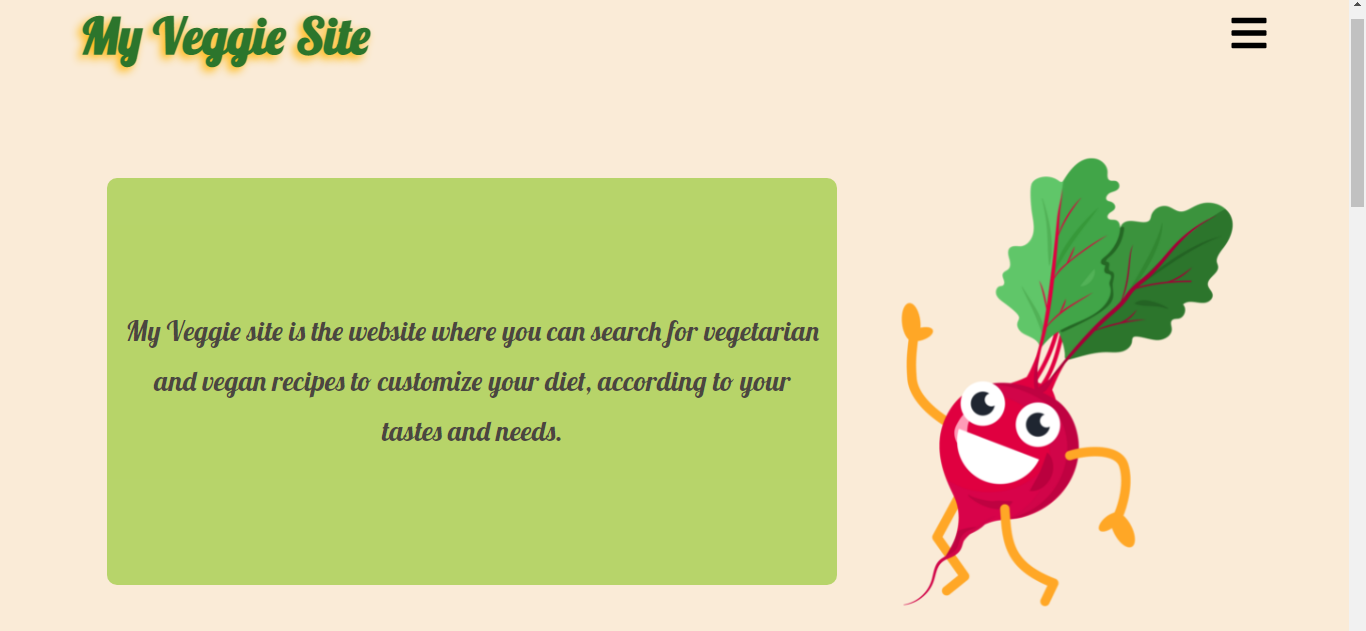 My Veggie Site
My Veggie site is the website where you can search for vegetarian
and vegan recipes to customize your diet, according to your
tastes and needs.